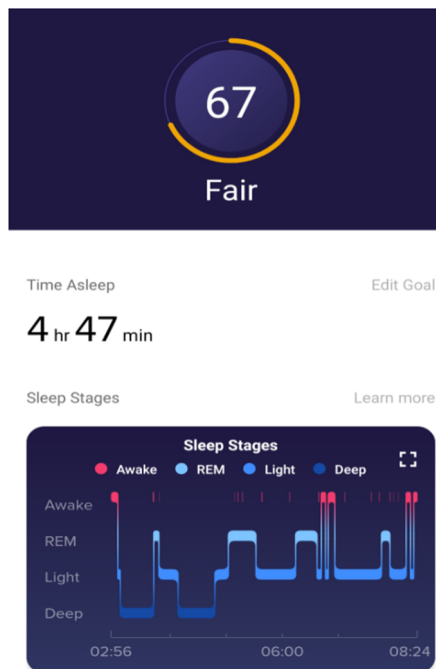 67
Fair
Time Asleep Edit Goal
4 hr 47 min
Sleep Stages Learn more
Sleep Stages
Awake REM Light Deep
Awake
REM
Light
Deep
02:56 06:00 08:24